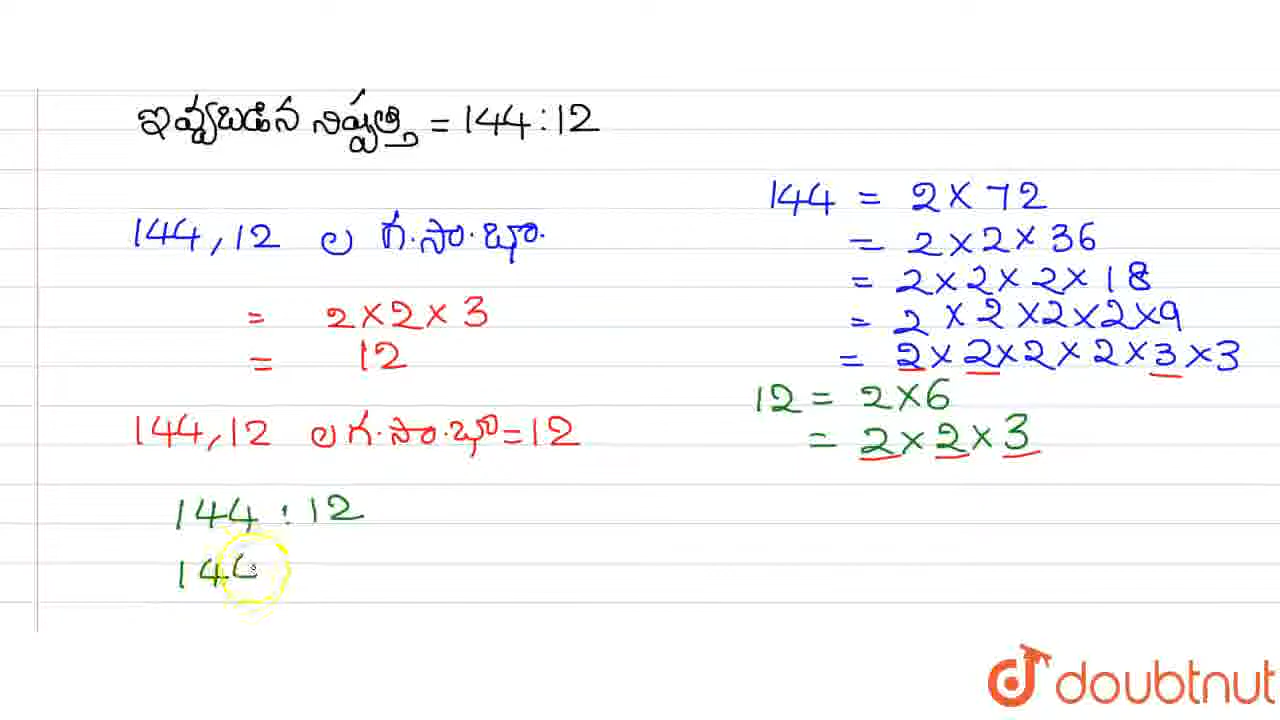 ఇవ్వబడిన నిష్పత్తి = 144 : 12
144, 12 ల గ.సా.భా.
= 2 × 2 × 3
= 12
144, 12 ల గ.సా.భా = 12
144 : 12
144
144 = 2 × 72
= 2 × 2 × 36
= 2 × 2 × 2 × 18
= 2 × 2 × 2 × 2 × 9
= 2 × 2 × 2 × 2 × 3 × 3
12 = 2 × 6
= 2 × 2 × 3
doubtnut